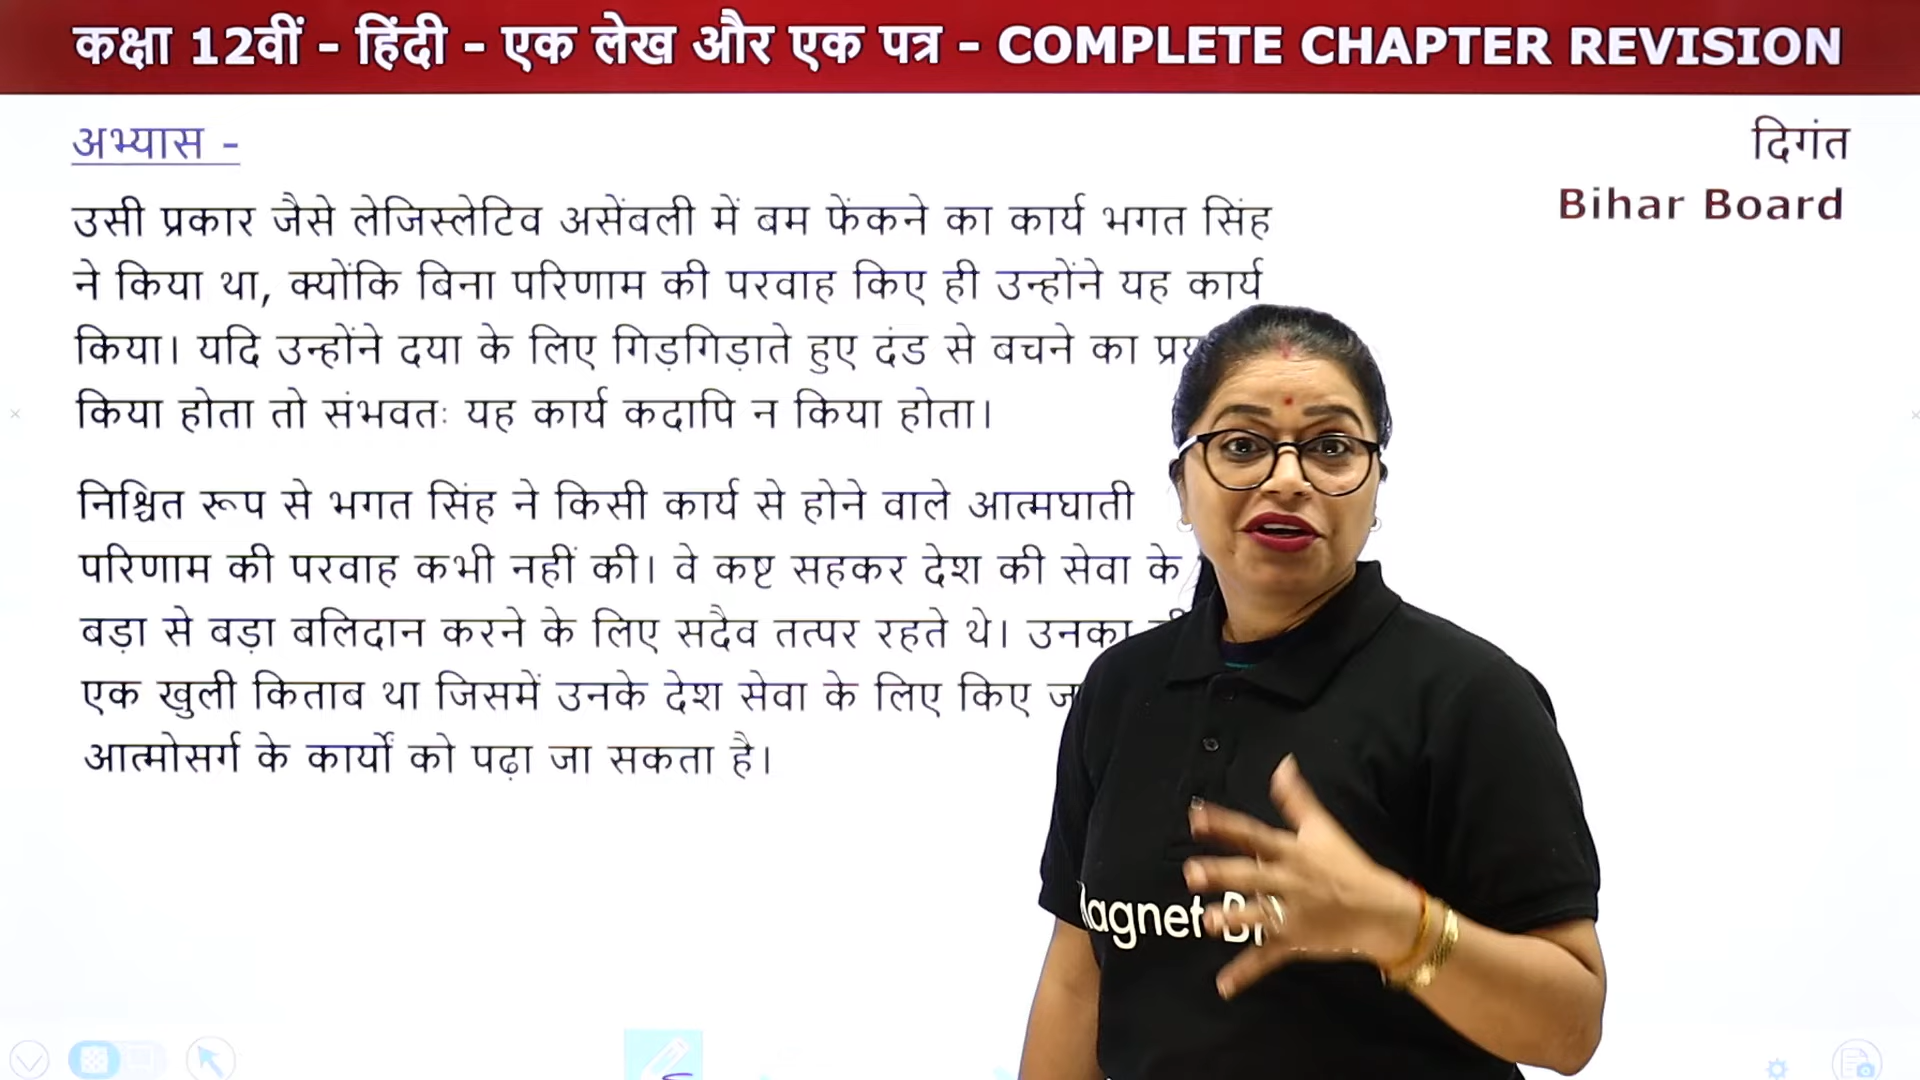 कक्षा 12वीं - हिंदी - एक लेख और एक पत्र - COMPLETE CHAPTER REVISION
अभ्यास -
दिगंत
Bihar Board
उसी प्रकार जैसे लेजिस्लेटिव असेंबली में बम फेंकने का कार्य भगत सिंह
ने किया था, क्योंकि बिना परिणाम की परवाह किए ही उन्होंने यह कार्य
किया। यदि उन्होंने दया के लिए गिड़गिड़ाते हुए दंड से बचने का
किया होता तो संभवतः यह कार्य कदापि न किया होता।
निश्चित रूप से भगत सिंह ने किसी कार्य से होने वाले आत्मघाती
परिणाम की परवाह कभी नहीं की। वे कष्ट सहकर देश की सेवा के
बड़ा से बड़ा बलिदान करने के लिए सदैव तत्पर रहते थे। उनका
एक खुली किताब था जिसमें उनके देश सेवा के लिए किए
आत्मोसर्ग के कार्यों को पढ़ा जा सकता है।